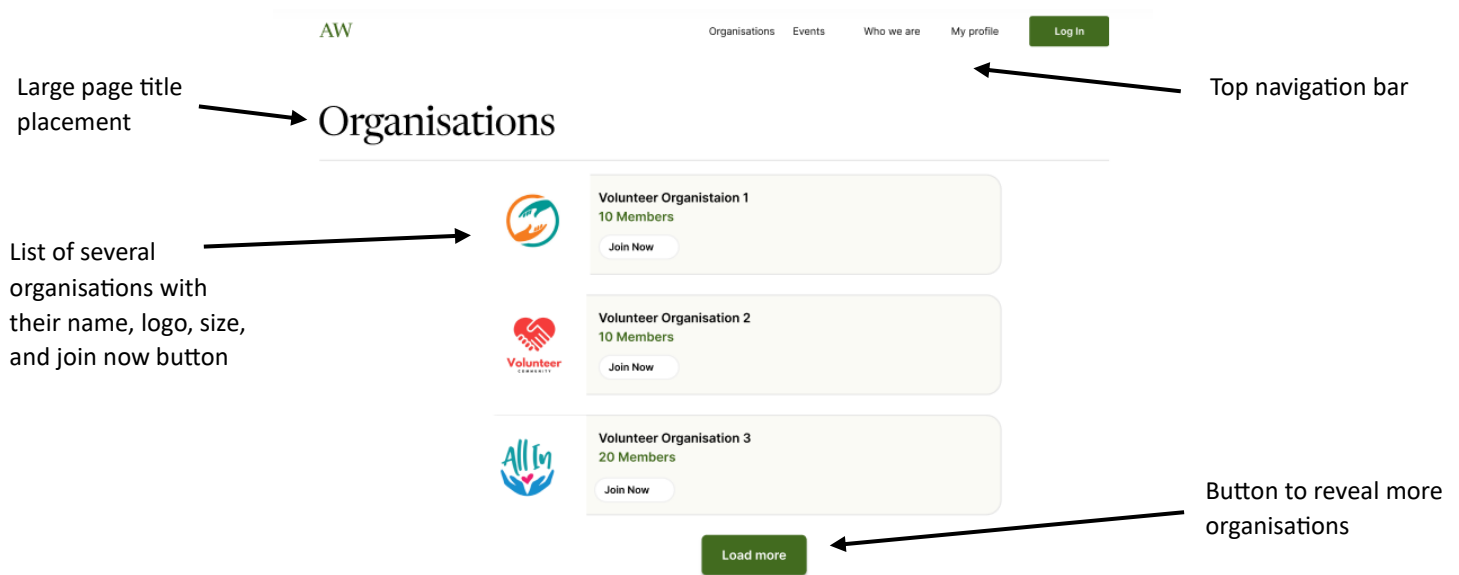 AW
Organisations Events Who we are My profile Log In
Large page title
placement
Top navigation bar
Organisations
Volunteer Organistaion 1
10 Members
Join Now
List of several
organisations with
their name, logo, size,
and join now button
Volunteer Organisation 2
10 Members
Join Now
Volunteer
COMMUNITY
Volunteer Organisation 3
20 Members
Join Now
All In
Button to reveal more
organisations
Load more